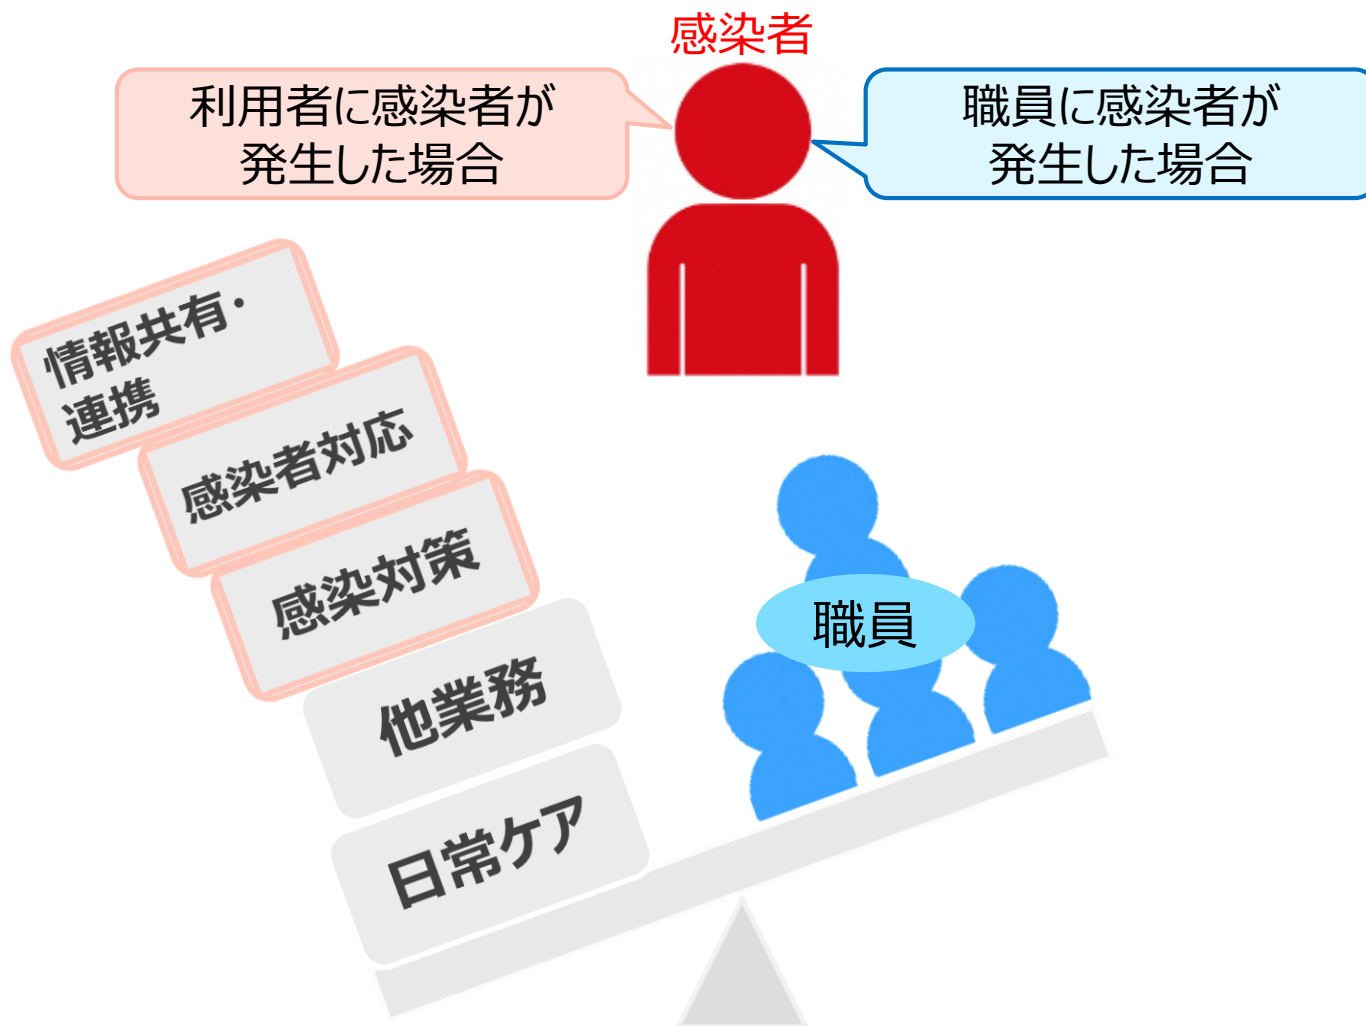 感染者
利用者に感染者が
発生した場合
職員に感染者が
発生した場合
情報共有・
連携
感染者対応
感染対策
他業務
日常ケア
職員